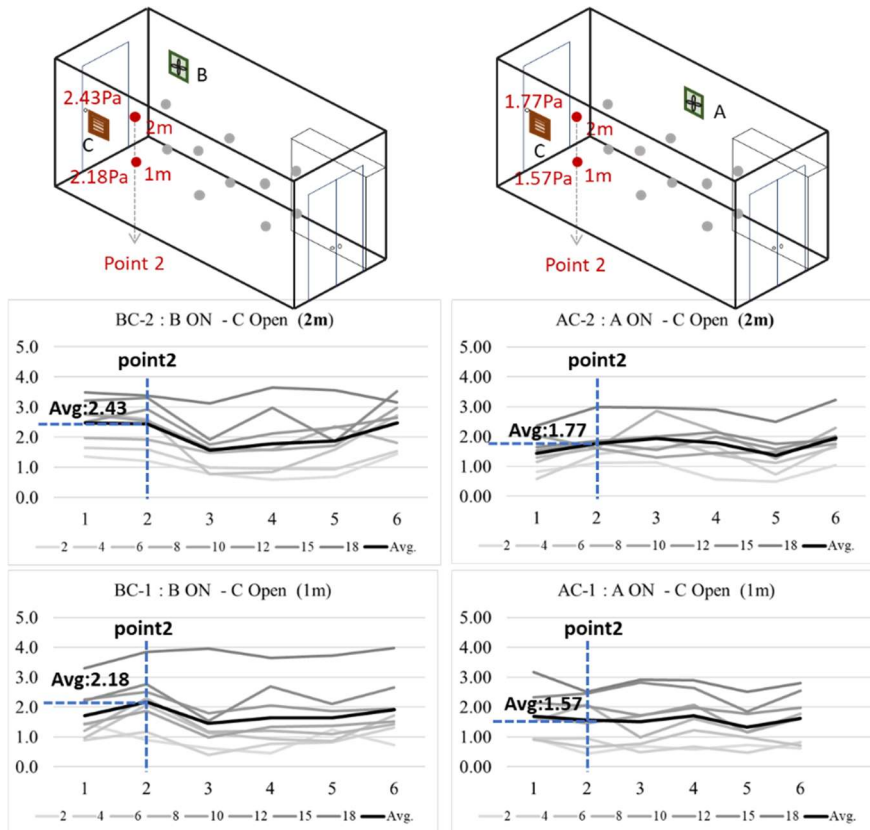 B
2.43Pa
2m
C
2.18Pa
1m
Point 2
A
1.77Pa
2m
C
1.57Pa
1m
Point 2
BC-2 : B ON - C Open (2m)
5.0
point2
4.0
Avg:2.43
3.0
2.0
1.0
0.0
1 2 3 4 5 6
2 4 6 8 10 12 15 18 Avg.
AC-2 : A ON - C Open (2m)
5.00
point2
4.00
3.00
Avg:1.77
2.00
1.00
0.00
1 2 3 4 5 6
2 4 6 8 10 12 15 18 Avg.
BC-1 : B ON - C Open (1m)
5.0
point2
4.0
3.0
Avg:2.18
2.0
1.0
0.0
1 2 3 4 5 6
2 4 6 8 10 12 15 18 Avg.
AC-1 : A ON - C Open (1m)
5.00
point2
4.00
3.00
Avg:1.57
2.00
1.00
0.00
1 2 3 4 5 6
2 4 6 8 10 12 15 18 Avg.